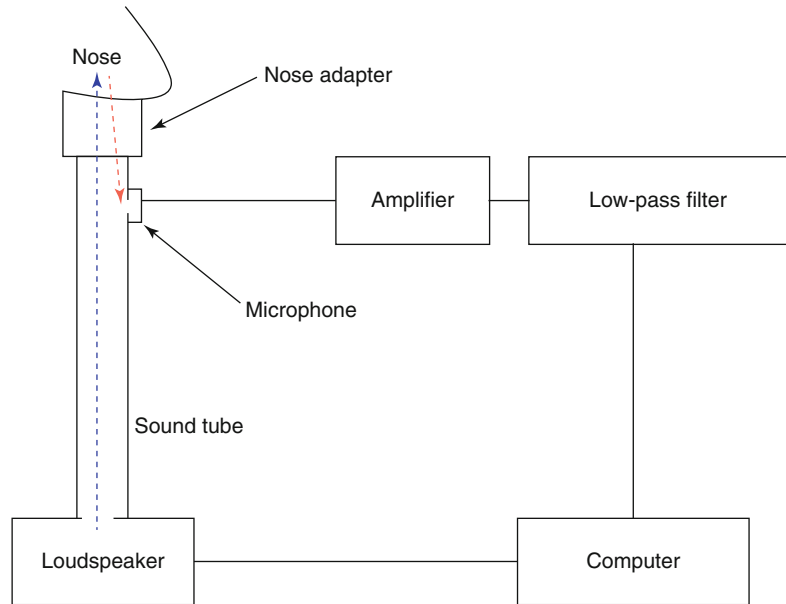 Nose
Nose adapter
Amplifier
Low-pass filter
Microphone
Sound tube
Loudspeaker
Computer